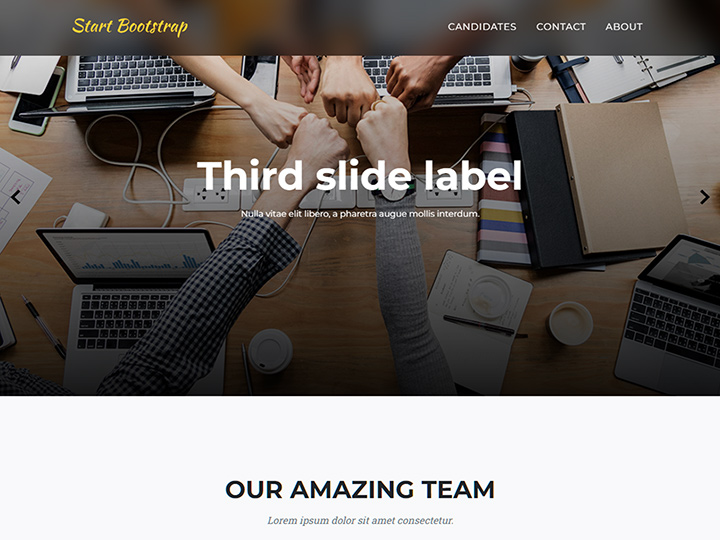 Start Bootstrap
CANDIDATES CONTACT ABOUT
Third slide label
Nulla vitae elit libero, a pharetra augue mollis interdum.
OUR AMAZING TEAM
Lorem ipsum dolor sit amet consectetur.